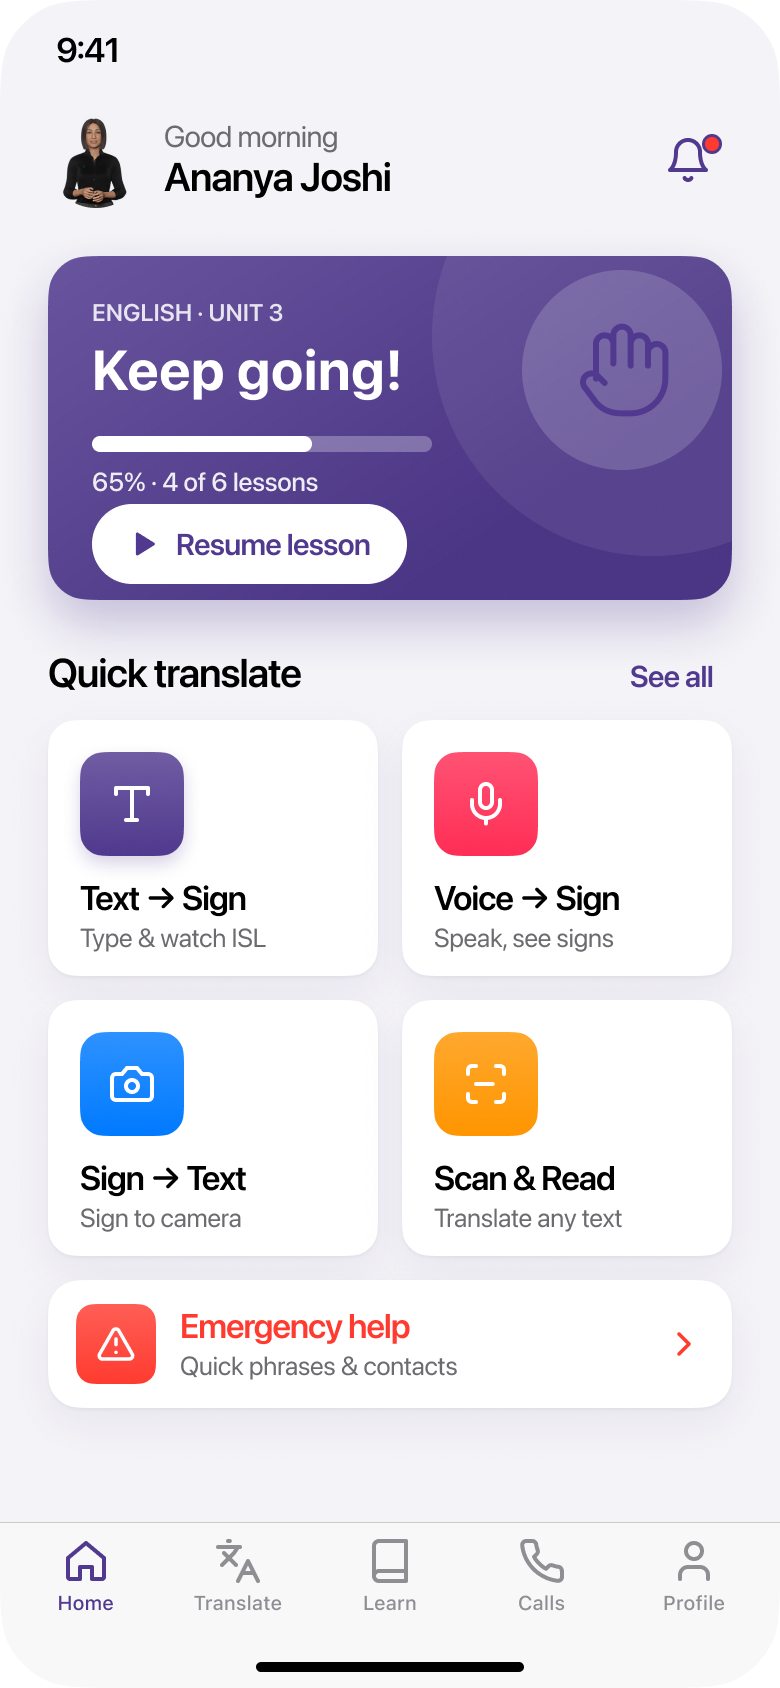 9:41
Good morning
Ananya Joshi
ENGLISH · UNIT 3
Keep going!
65% · 4 of 6 lessons
Resume lesson
Quick translate
See all
Text → Sign
Type & watch ISL
Voice → Sign
Speak, see signs
Sign → Text
Sign to camera
Scan & Read
Translate any text
Emergency help
Quick phrases & contacts
Home
Translate
Learn
Calls
Profile